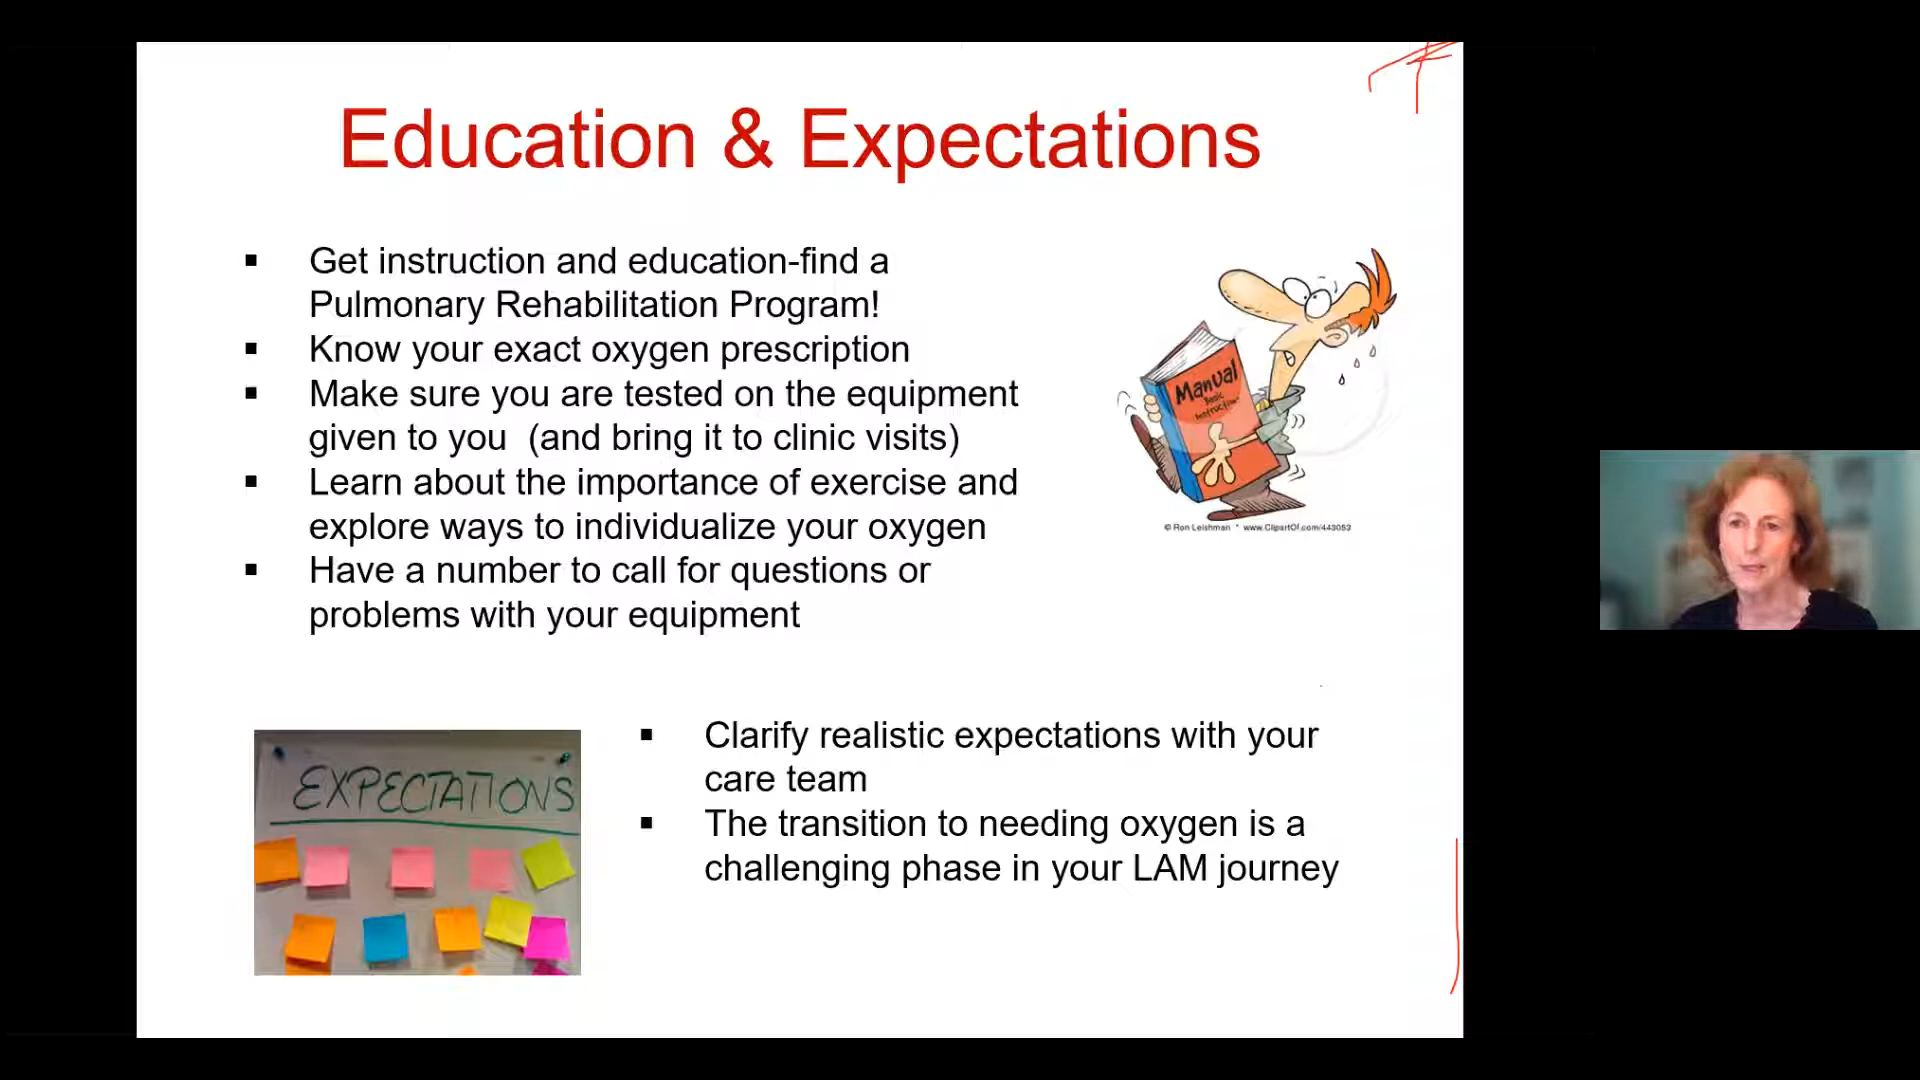 Education & Expectations
▪ Get instruction and education-find a
Pulmonary Rehabilitation Program!
▪ Know your exact oxygen prescription
▪ Make sure you are tested on the equipment
given to you  (and bring it to clinic visits)
▪ Learn about the importance of exercise and
explore ways to individualize your oxygen
▪ Have a number to call for questions or
problems with your equipment
Manual
Basic
Instruction
© Ron Leishman * www.ClipartOf.com/443053
EXPECTATIONS
▪ Clarify realistic expectations with your
care team
▪ The transition to needing oxygen is a
challenging phase in your LAM journey